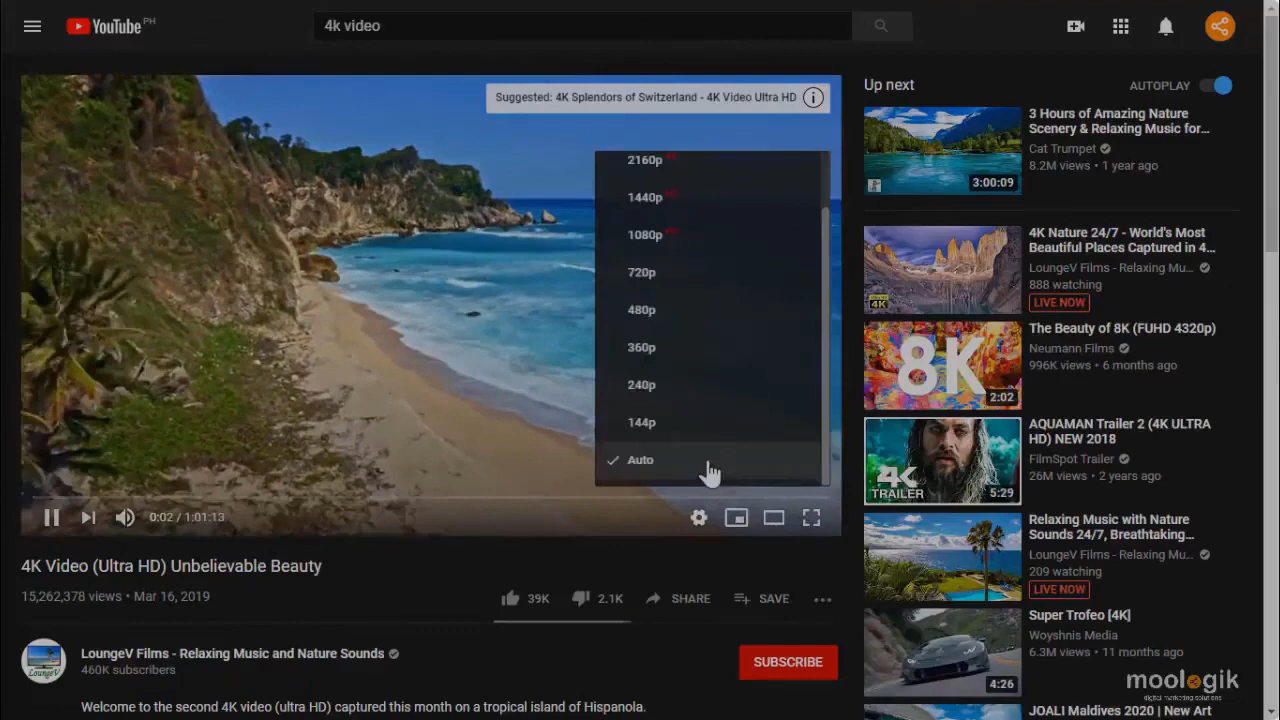 YouTube PH
4k video
Suggested: 4K Splendors of Switzerland - 4K Video Ultra HD
2160p
1440p HD
1080p HD
720p
480p
360p
240p
144p
Auto
0:02 / 1:01:13
4K Video (Ultra HD) Unbelievable Beauty
15,262,378 views • Mar 16, 2019
39K
2.1K
SHARE
SAVE
LoungeV Films - Relaxing Music and Nature Sounds
460K subscribers
LoungeV
SUBSCRIBE
Welcome to the second 4K video (ultra HD) captured this month on a tropical island of Hispanola.
Up next
AUTOPLAY
3:00:09
3 Hours of Amazing Nature
Scenery & Relaxing Music for...
Cat Trumpet
8.2M views • 1 year ago
4K
4K Nature 24/7 - World's Most
Beautiful Places Captured in 4...
LoungeV Films - Relaxing Mu...
888 watching
LIVE NOW
8K
2:02
The Beauty of 8K (FUHD 4320p)
Neumann Films
996K views • 6 months ago
4K
TRAILER
5:29
AQUAMAN Trailer 2 (4K ULTRA
HD) NEW 2018
FilmSpot Trailer
26M views • 2 years ago
Relaxing Music with Nature
Sounds 24/7, Breathtaking...
LoungeV Films - Relaxing Mu...
209 watching
LIVE NOW
4:26
Super Trofeo [4K]
Woyshnis Media
6.3M views • 11 months ago
JOALI Maldives 2020 | New Art
moologik
digital marketing solutions